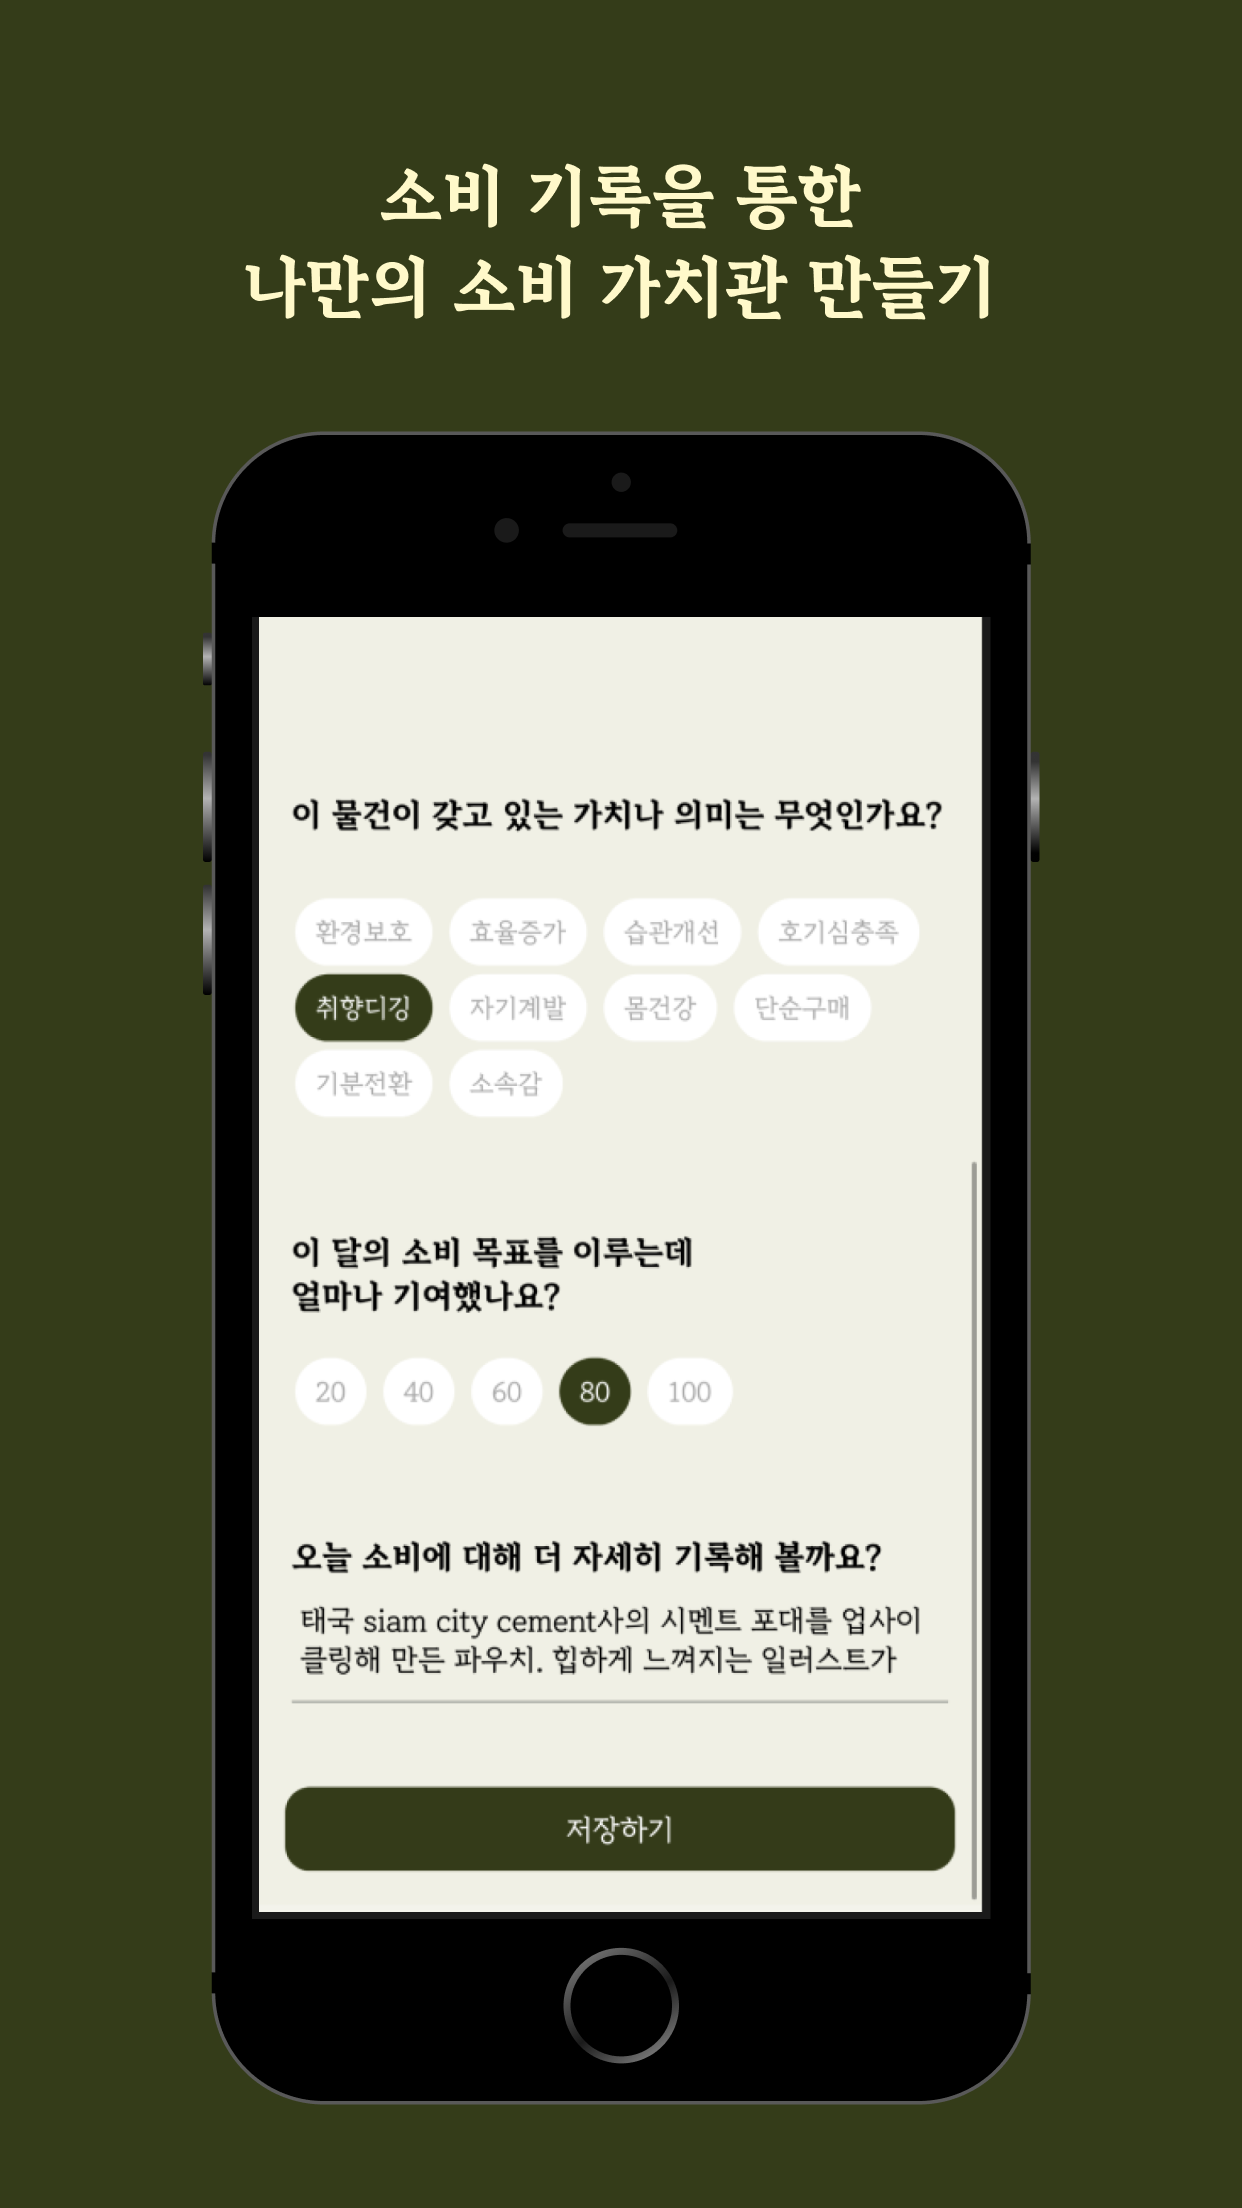 소비 기록을 통한
나만의 소비 가치관 만들기
이 물건이 갖고 있는 가치나 의미는 무엇인가요?
환경보호 효율증가 습관개선 호기심충족
취향디깅 자기계발 몸건강 단순구매
기분전환 소속감
이 달의 소비 목표를 이루는데
얼마나 기여했나요?
20 40 60 80 100
오늘 소비에 대해 더 자세히 기록해 볼까요?
태국 siam city cement사의 시멘트 포대를 업사이
클링해 만든 파우치. 힙하게 느껴지는 일러스트가
저장하기